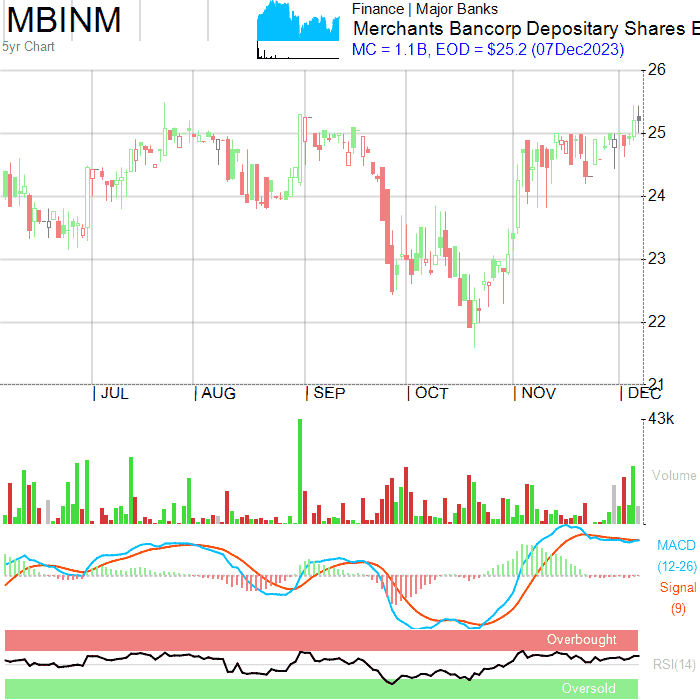 MBINM
5yr Chart
Finance | Major Banks
Merchants Bancorp Depositary Shares E
MC = 1.1B, EOD = $25.2 (07Dec2023)
26
25
24
23
22
21
JUL AUG SEP OCT NOV DEC
43k
Volume
MACD
(12-26)
Signal
(9)
Overbought
RSI(14)
Oversold